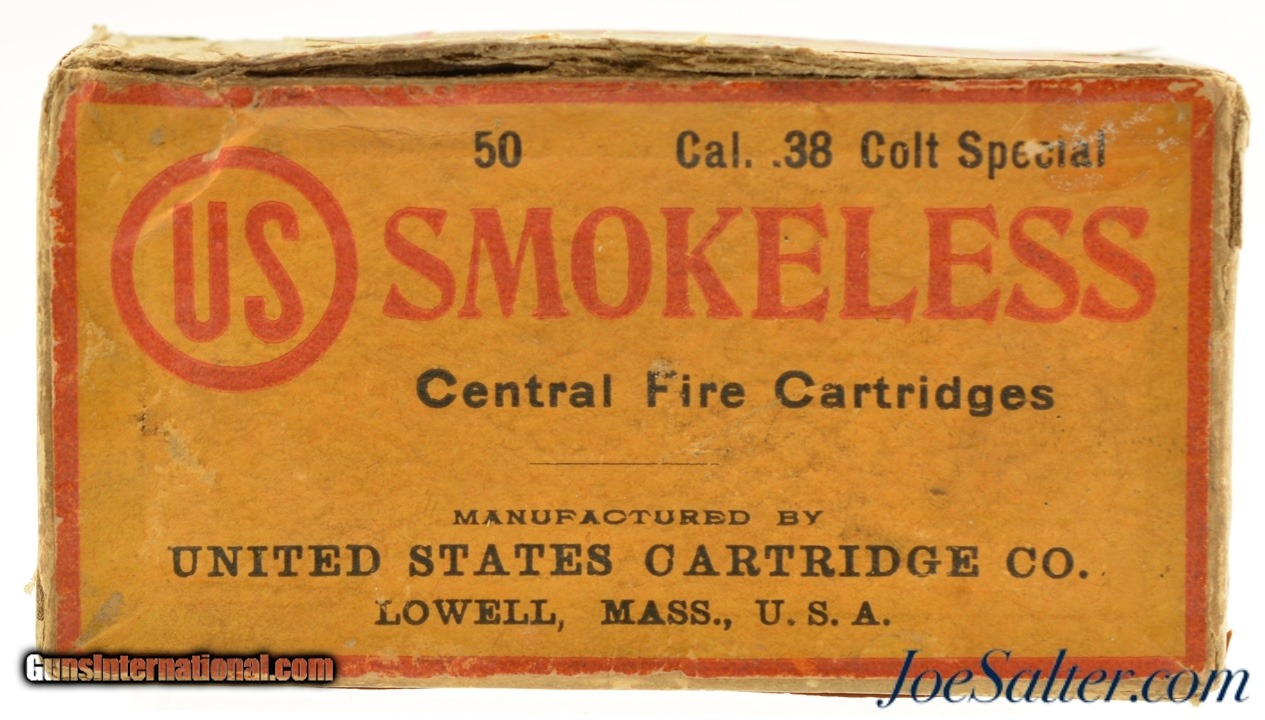 50 Cal. .38 Colt Special
US SMOKELESS
Central Fire Cartridges
MANUFACTURED BY
UNITED STATES CARTRIDGE CO.
LOWELL, MASS., U.S.A.
GunsInternational.com
JoeSalter.com